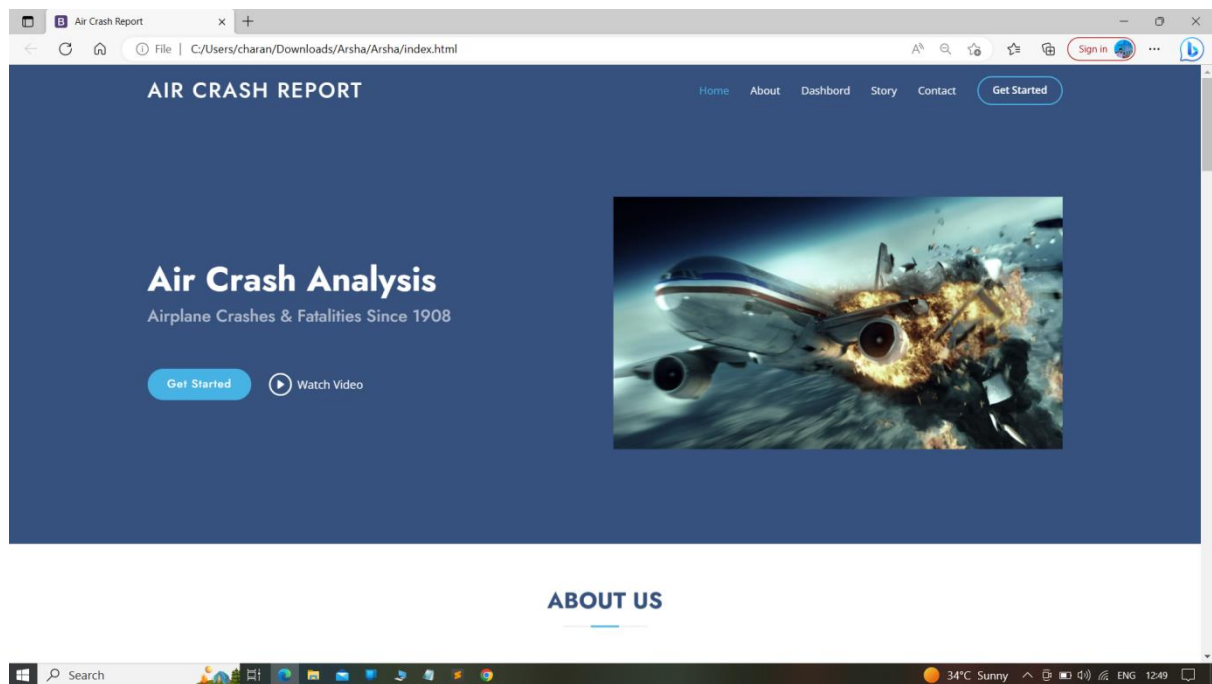 Air Crash Report
File | C:/Users/charan/Downloads/Arsha/Arsha/index.html
Sign in
AIR CRASH REPORT
Home About Dashbord Story Contact Get Started
Air Crash Analysis
Airplane Crashes & Fatalities Since 1908
Get Started Watch Video
ABOUT US
Search 34°C Sunny ENG 12:49